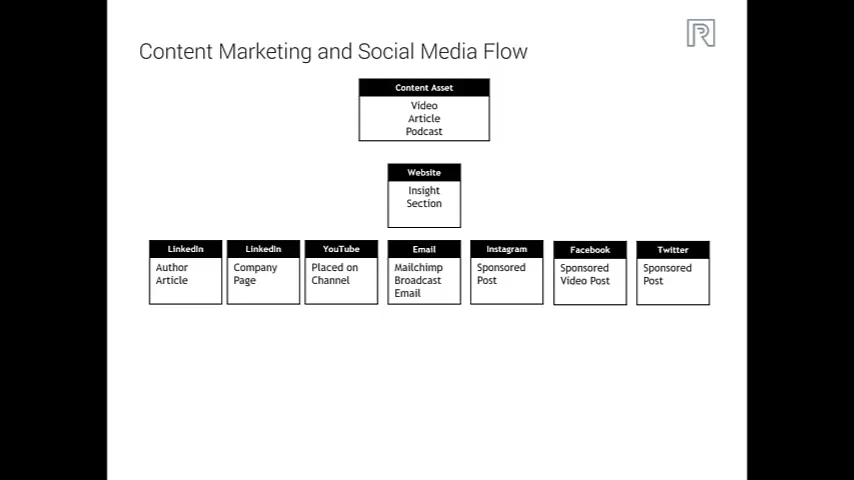 Content Marketing and Social Media Flow
R
Content Asset
Video
Article
Podcast
Website
Insight
Section
LinkedIn
Author
Article
LinkedIn
Company
Page
YouTube
Placed on
Channel
Email
Mailchimp
Broadcast
Email
Instagram
Sponsored
Post
Facebook
Sponsored
Video Post
Twitter
Sponsored
Post